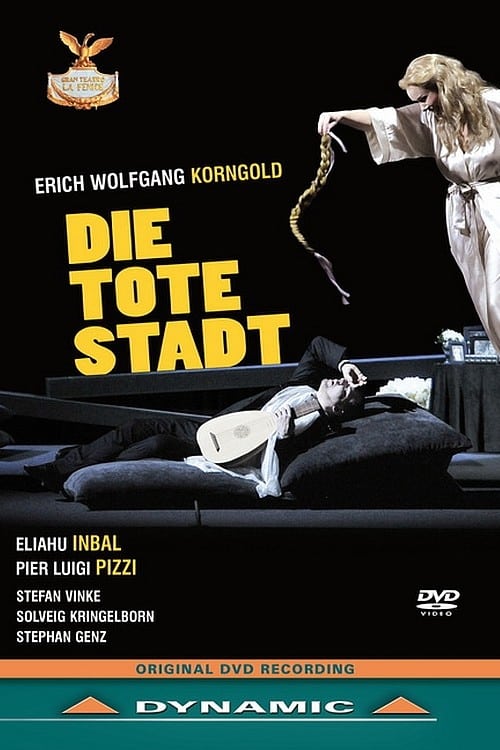 GRAN TEATRO
LA FENICE
ERICH WOLFGANG KORNGOLD
DIE
TOTE
STADT
ELIAHU INBAL
PIER LUIGI PIZZI
STEFAN VINKE
SOLVEIG KRINGELBORN
STEPHAN GENZ
DVD
VIDEO
ORIGINAL DVD RECORDING
DYNAMIC